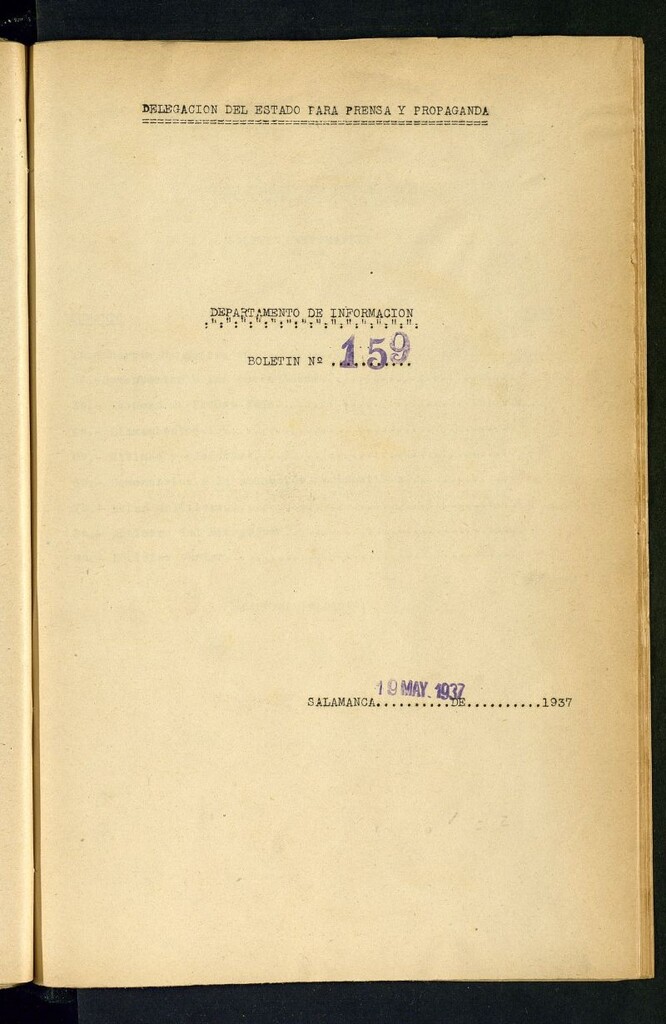 DELEGACION DEL ESTADO PARA PRENSA Y PROPAGANDA
DEPARTAMENTO DE INFORMACION
BOLETIN Nº 159
19 MAY. 1937
SALAMANCA..........DE..........1937